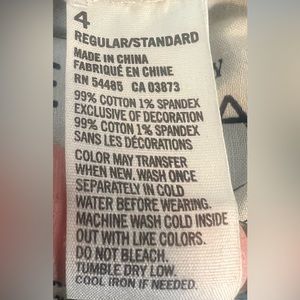 4
REGULAR/STANDARD
MADE IN CHINA
FABRIQUÉ EN CHINE
RN 54485 CA 03873
99% COTTON 1% SPANDEX
EXCLUSIVE OF DECORATION
99% COTON 1% SPANDEX
SANS LES DÉCORATIONS
COLOR MAY TRANSFER
WHEN NEW. WASH ONCE
SEPARATELY IN COLD
WATER BEFORE WEARING.
MACHINE WASH COLD INSIDE
OUT WITH LIKE COLORS.
DO NOT BLEACH.
TUMBLE DRY LOW.
COOL IRON IF NEEDED.